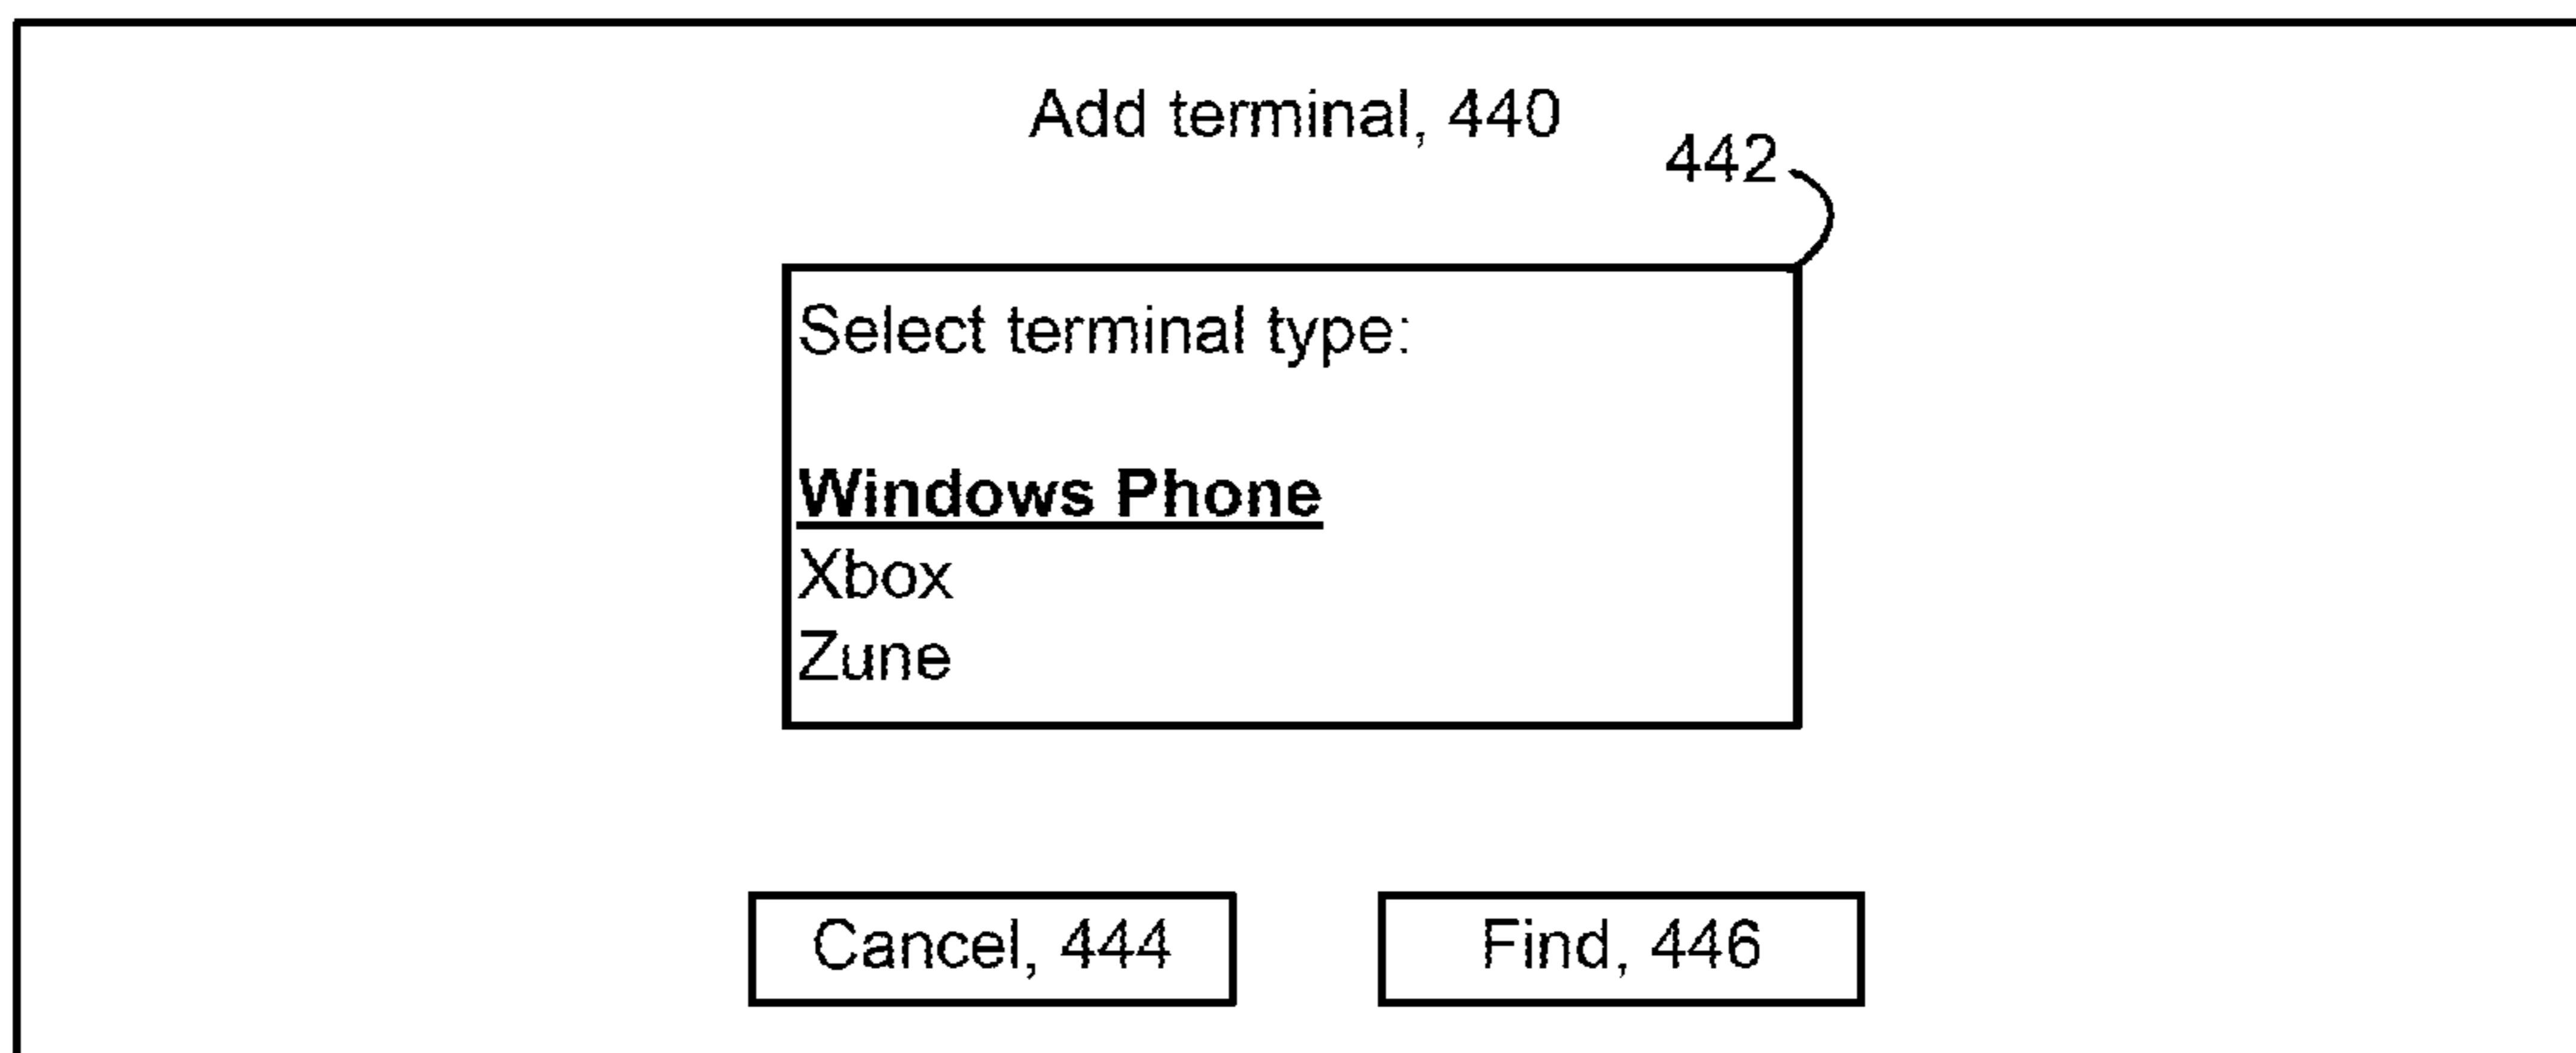 Add terminal, 440
442
Select terminal type:
Windows Phone
Xbox
Zune
Cancel, 444
Find, 446